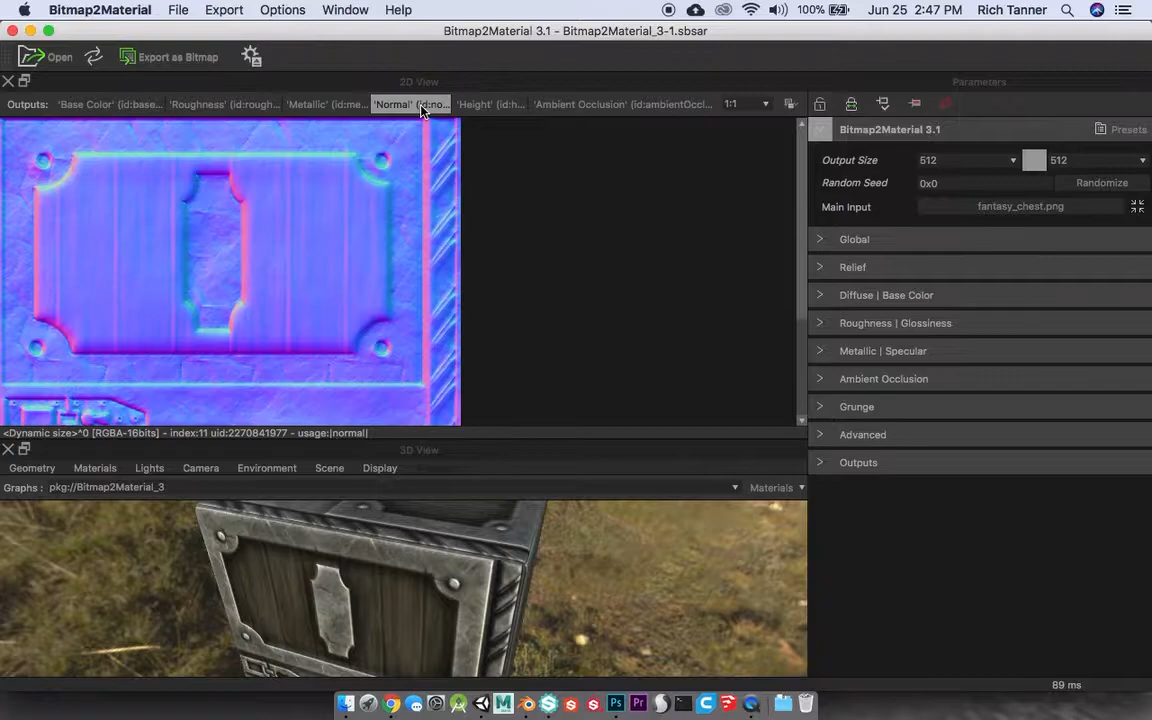 Bitmap2Material File Export Options Window Help 100% Jun 25 2:47 PM Rich Tanner
Bitmap2Material 3.1 - Bitmap2Material_3-1.sbsar
Open Export as Bitmap
2D View Parameters
Outputs: 'Base Color' (id:base... 'Roughness' (id:rough... 'Metallic' (id:me... 'Normal' (id:no... 'Height' (id:h... 'Ambient Occlusion' (id:ambientOccl... 1:1
Bitmap2Material 3.1 Presets
Output Size 512 512
Random Seed 0x0 Randomize
Main Input fantasy_chest.png
Global
Relief
Diffuse | Base Color
Roughness | Glossiness
Metallic | Specular
Ambient Occlusion
Grunge
Advanced
Outputs
<Dynamic size>^0 [RGBA-16bits] - index:11 uid:2270841977 - usage:|normal|
3D View
Geometry Materials Lights Camera Environment Scene Display
Graphs : pkg://Bitmap2Material_3 Materials
89 ms